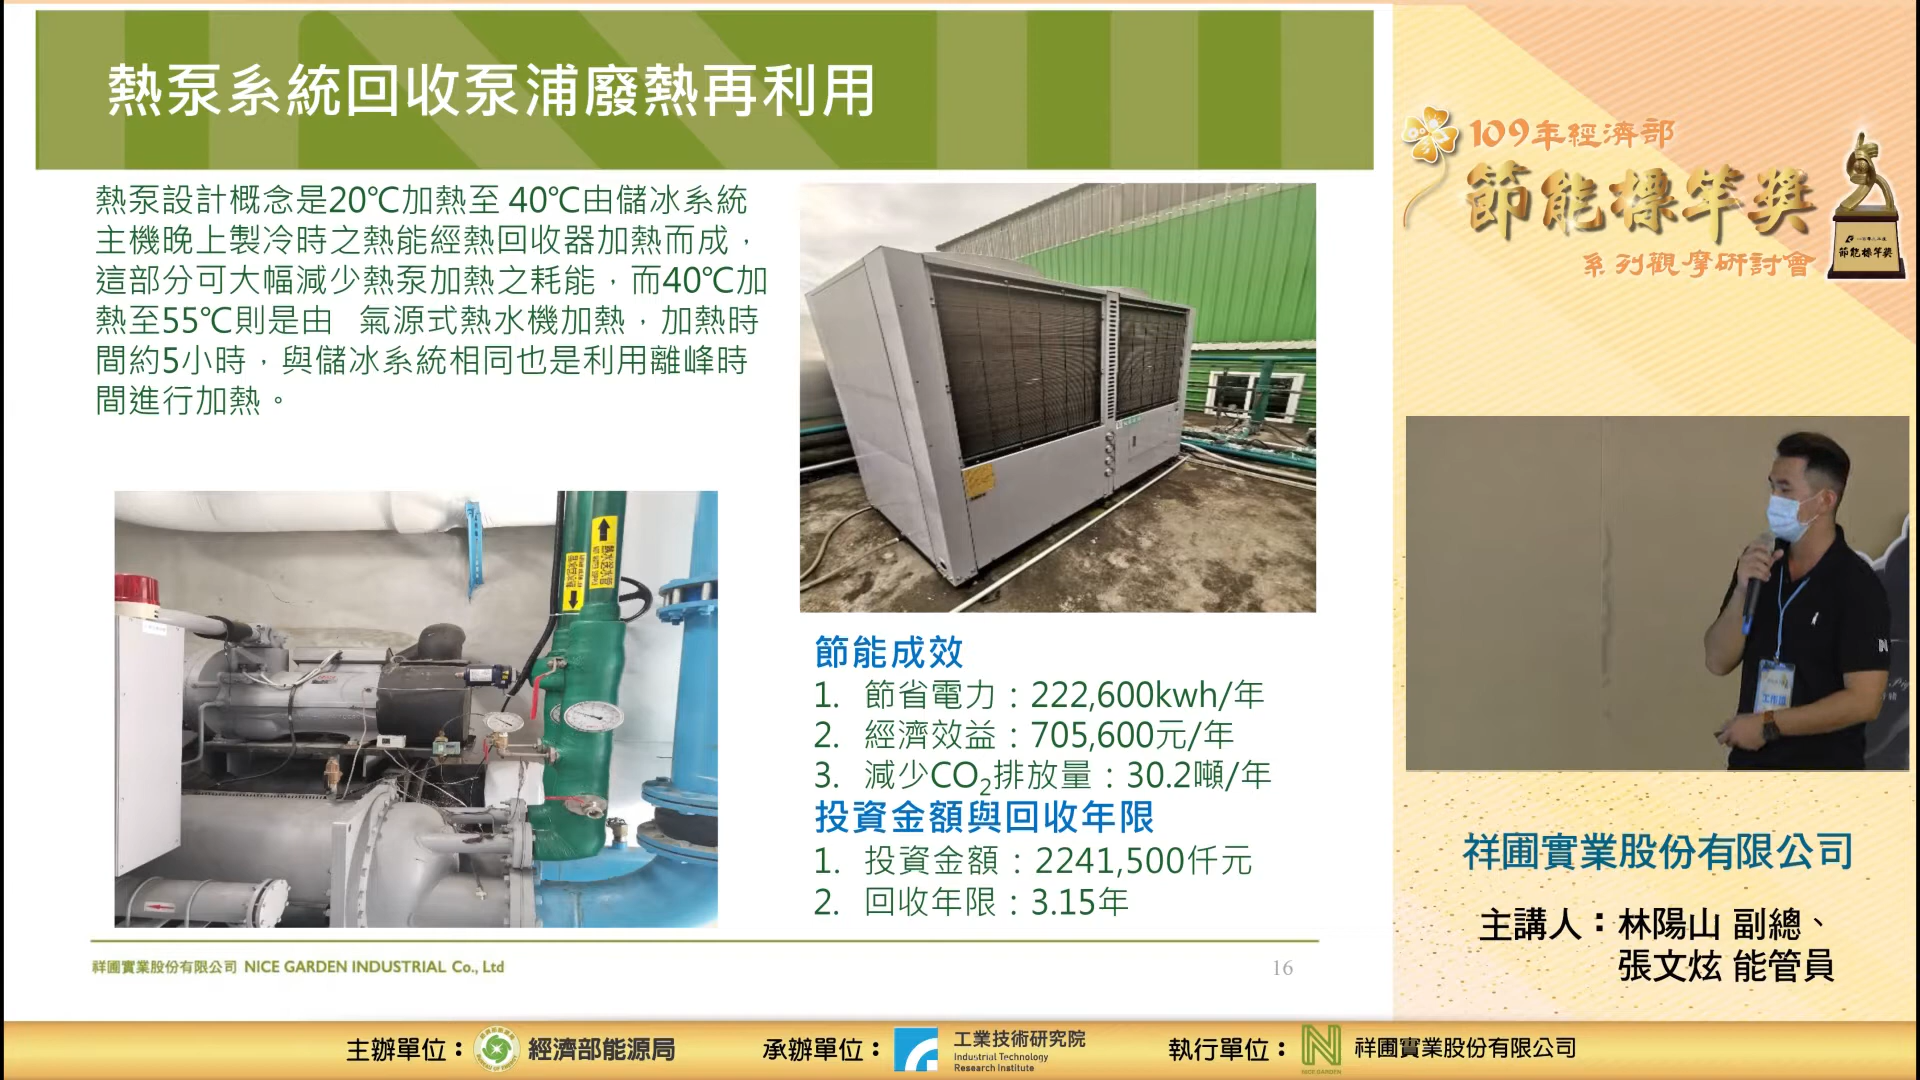 熱泵系統回收泵浦廢熱再利用
熱泵設計概念是20℃加熱至 40℃由儲冰系統
主機晚上製冷時之熱能經熱回收器加熱而成，
這部分可大幅減少熱泵加熱之耗能，而40℃加
熱至55℃則是由 氣源式熱水機加熱，加熱時
間約5小時，與儲冰系統相同也是利用離峰時
間進行加熱。
節能成效
1. 節省電力：222,600kwh/年
2. 經濟效益：705,600元/年
3. 減少CO2排放量：30.2噸/年
投資金額與回收年限
1. 投資金額：2241,500仟元
2. 回收年限：3.15年
祥圃實業股份有限公司 NICE GARDEN INDUSTRIAL Co., Ltd
16
109年經濟部
節能標竿獎
系列觀摩研討會
節能標竿獎
祥圃實業股份有限公司
主講人：林陽山 副總、
張文炫 能管員
主辦單位：經濟部能源局
承辦單位：工業技術研究院
Industrial Technology
Research Institute
執行單位：祥圃實業股份有限公司
NICE GARDEN